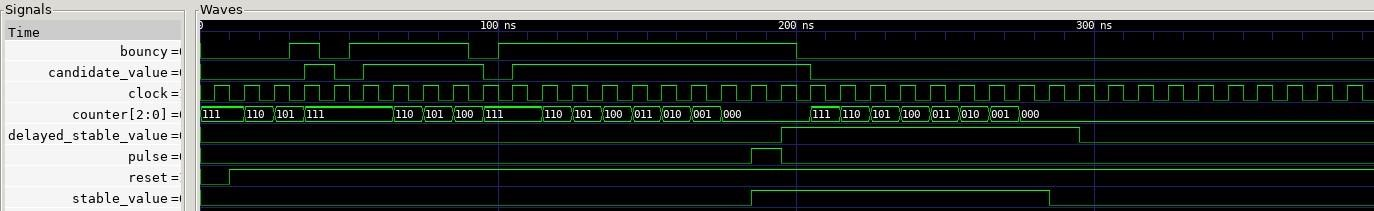 Signals Waves
Time 0 100 ns 200 ns 300 ns
bouncy=
candidate_value=
clock=
counter[2:0]= 111 110 101 111 110 101 100 111 110 101 100 011 010 001 000 111 110 101 100 011 010 001 000
delayed_stable_value=
pulse=
reset=
stable_value=